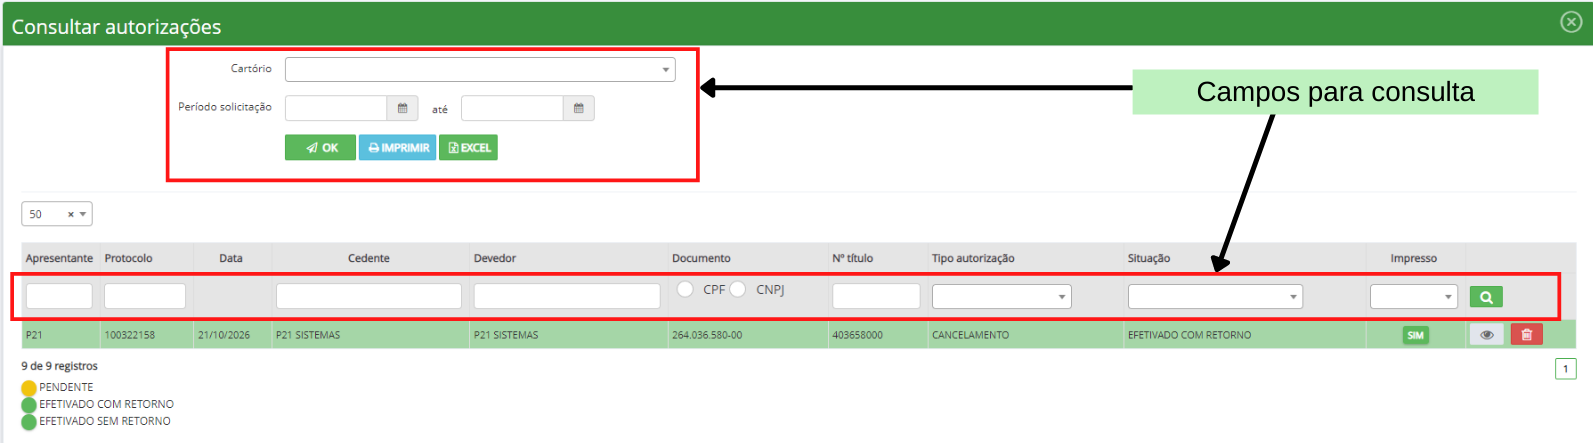 Consultar autorizações
Cartório
Campos para consulta
Período solicitação até
OK IMPRIMIR EXCEL
50 × 
Apresentante Protocolo Data Cedente Devedor Documento Nº título Tipo autorização Situação Impresso
CPF CNPJ
P21 100322158 21/10/2026 P21 SISTEMAS P21 SISTEMAS 264.036.580-00 403658000 CANCELAMENTO EFETIVADO COM RETORNO SIM
9 de 9 registros 1
PENDENTE
EFETIVADO COM RETORNO
EFETIVADO SEM RETORNO